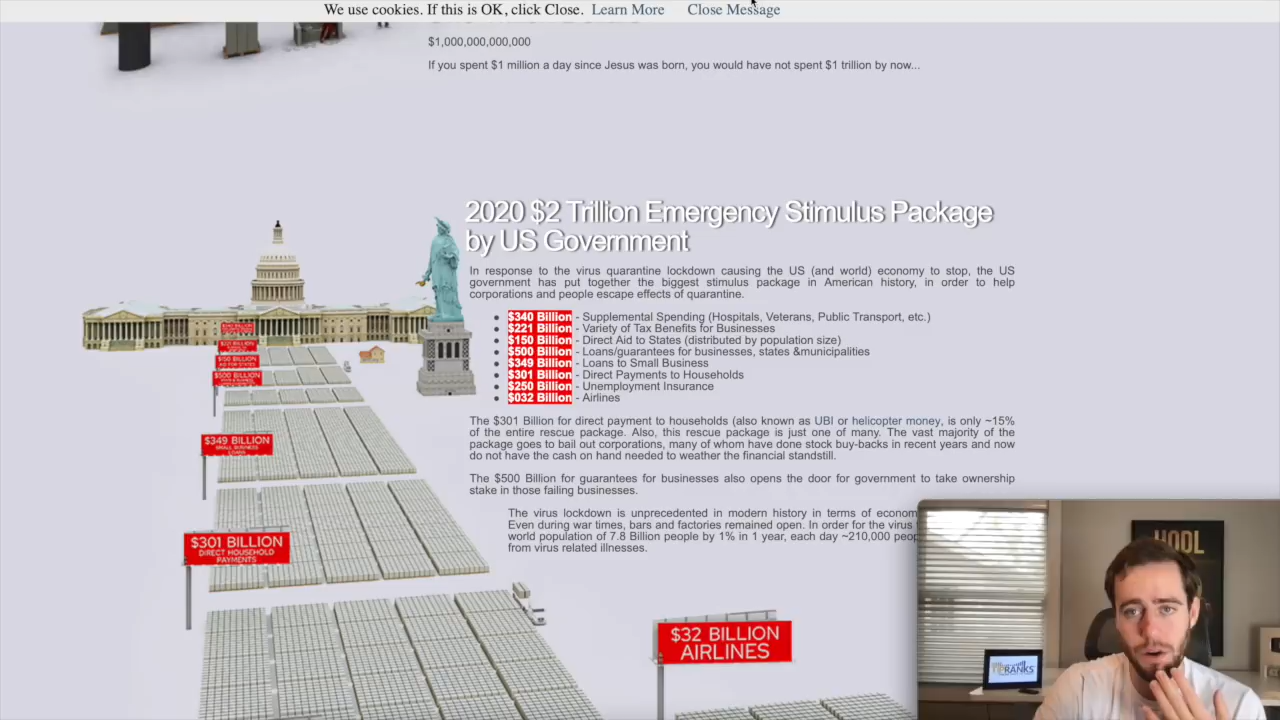 We use cookies. If this is OK, click Close. Learn More Close Message
$1,000,000,000,000
If you spent $1 million a day since Jesus was born, you would have not spent $1 trillion by now...
2020 $2 Trillion Emergency Stimulus Package
by US Government
In response to the virus quarantine lockdown causing the US (and world) economy to stop, the US
government has put together the biggest stimulus package in American history, in order to help
corporations and people escape effects of quarantine.
$340 Billion - Supplemental Spending (Hospitals, Veterans, Public Transport, etc.)
$221 Billion - Variety of Tax Benefits for Businesses
$150 Billion - Direct Aid to States (distributed by population size)
$500 Billion - Loans/guarantees for businesses, states &municipalities
$349 Billion - Loans to Small Business
$301 Billion - Direct Payments to Households
$250 Billion - Unemployment Insurance
$032 Billion - Airlines
The $301 Billion for direct payment to households (also known as UBI or helicopter money, is only ~15%
of the entire rescue package. Also, this rescue package is just one of many. The vast majority of the
package goes to bail out corporations, many of whom have done stock buy-backs in recent years and now
do not have the cash on hand needed to weather the financial standstill.
The $500 Billion for guarantees for businesses also opens the door for government to take ownership
stake in those failing businesses.
The virus lockdown is unprecedented in modern history in terms of econom
Even during war times, bars and factories remained open. In order for the virus
world population of 7.8 Billion people by 1% in 1 year, each day ~210,000 peop
from virus related illnesses.
$349 BILLION
SMALL BUSINESS
LOANS
$301 BILLION
DIRECT HOUSEHOLD
PAYMENTS
$32 BILLION
AIRLINES
HODL
RANKS